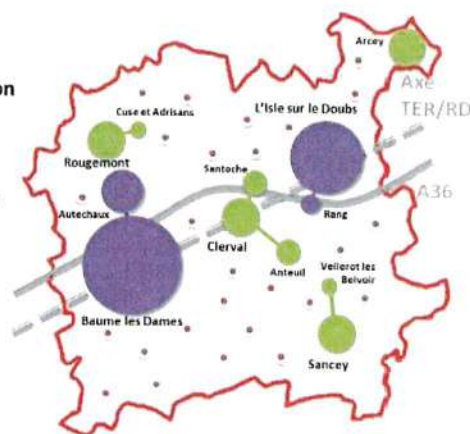 on
Arcey
Axe
TER/RD
Cuse et Adrisans
L'Isle sur le Doubs
Rougemont
Santoche
A36
Autechaux
Rang
Clerval
Anteuil
Vellerot les
Belvoir
Baume les Dames
Sancey